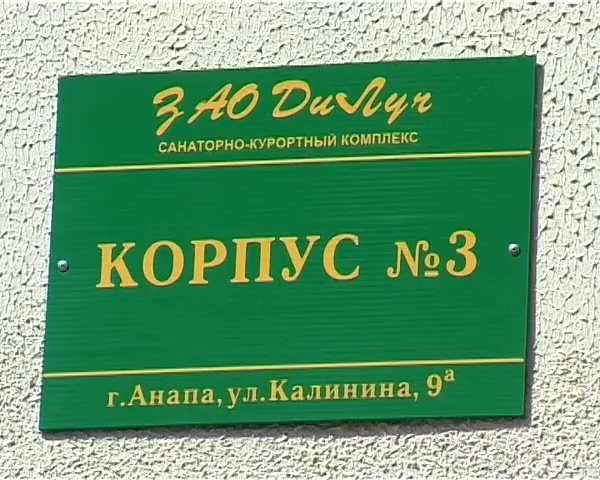 ЗАО ДиЛуч
САНАТОРНО-КУРОРТНЫЙ КОМПЛЕКС
КОРПУС №3
г.Анапа, ул.Калинина, 9а